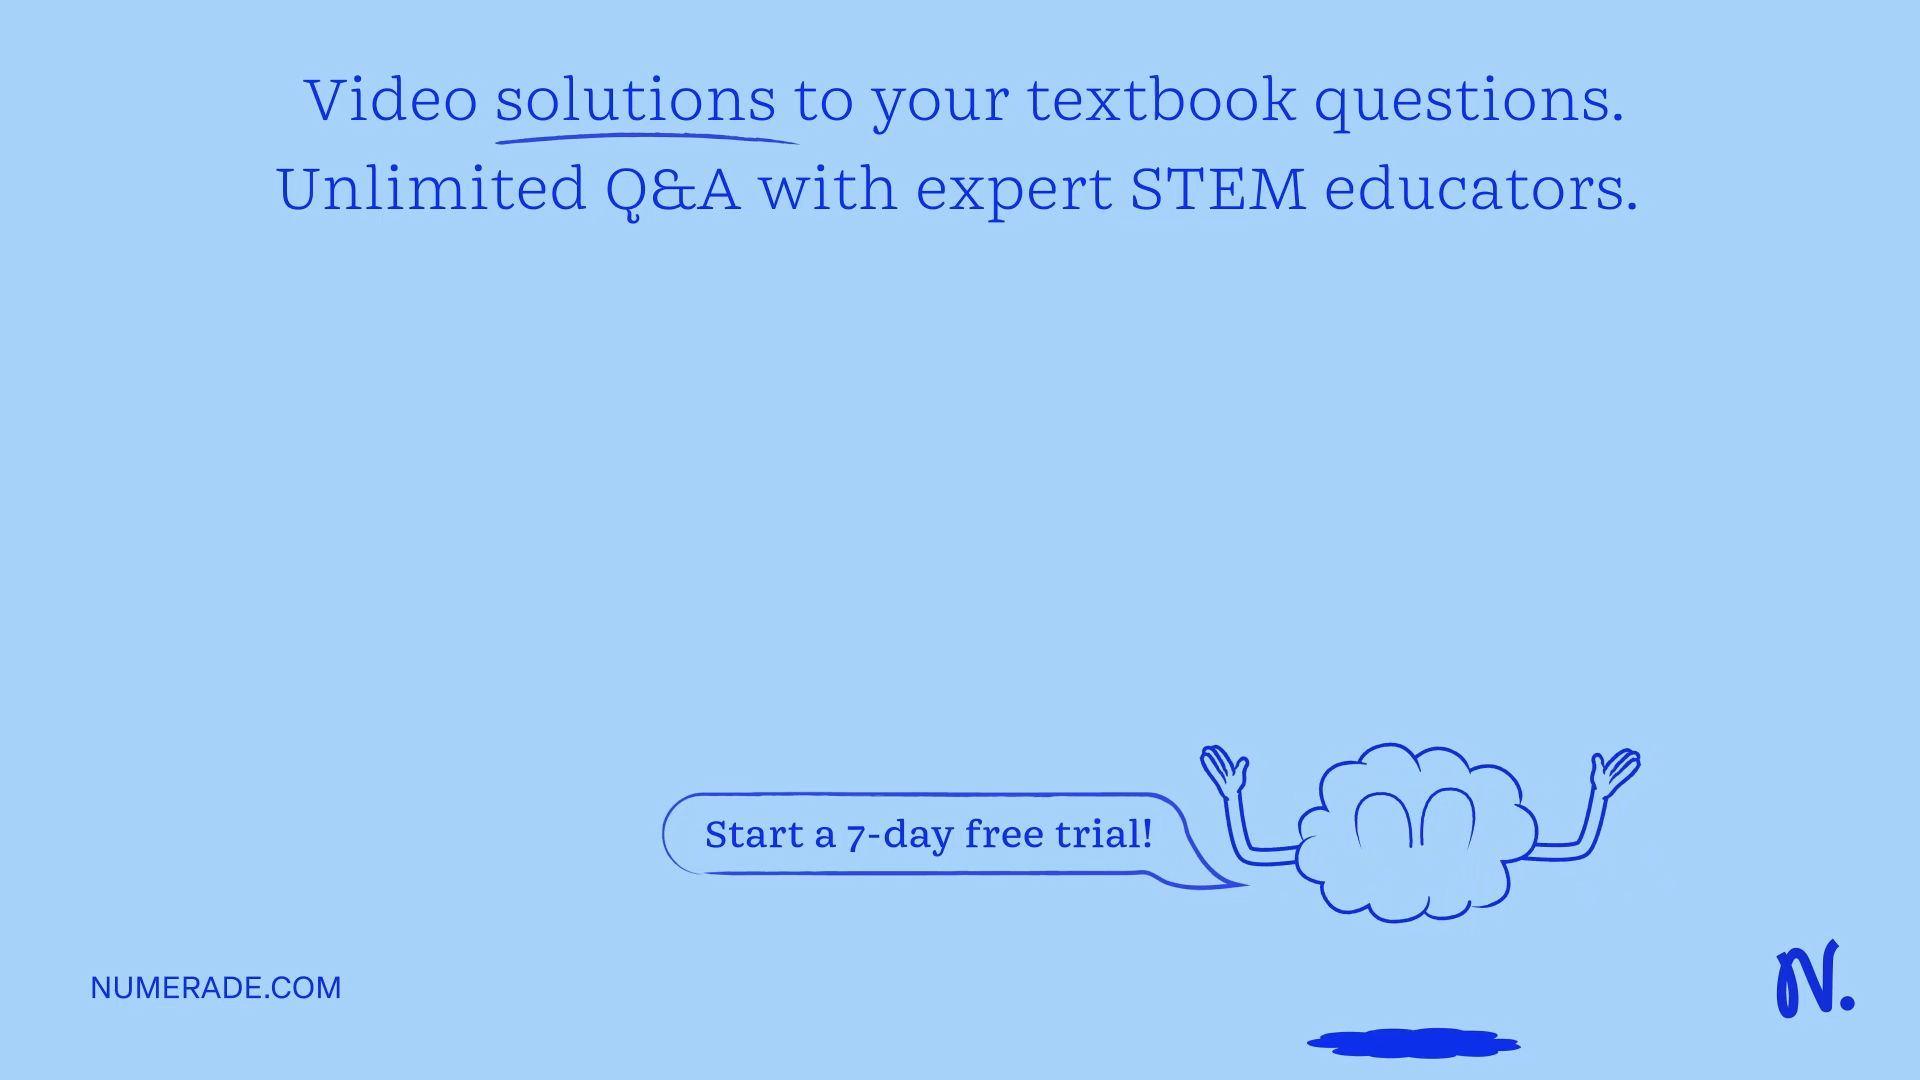 Video solutions to your textbook questions.
Unlimited Q&A with expert STEM educators.
Start a 7-day free trial!
NUMERADE.COM
N.